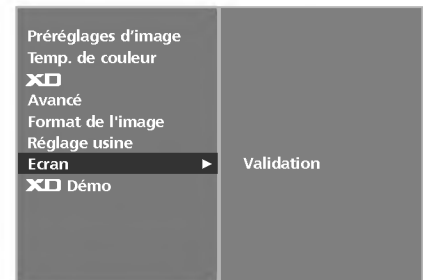 Préréglages d'image
Temp. de couleur
XD
Avancé
Format de l'image
Réglage usine
Ecran ► Validation
XD Démo